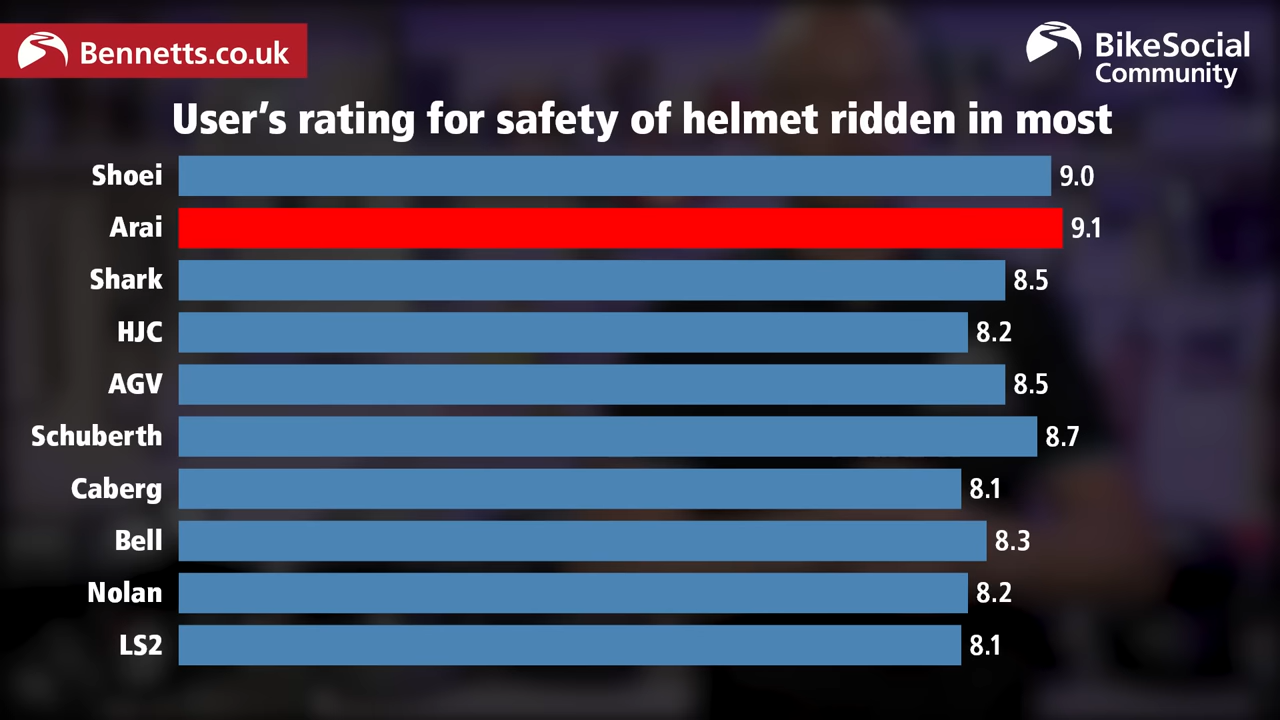 Bennetts.co.uk
BikeSocial
Community
User’s rating for safety of helmet ridden in most
Shoei 9.0
Arai 9.1
Shark 8.5
HJC 8.2
AGV 8.5
Schuberth 8.7
Caberg 8.1
Bell 8.3
Nolan 8.2
LS2 8.1